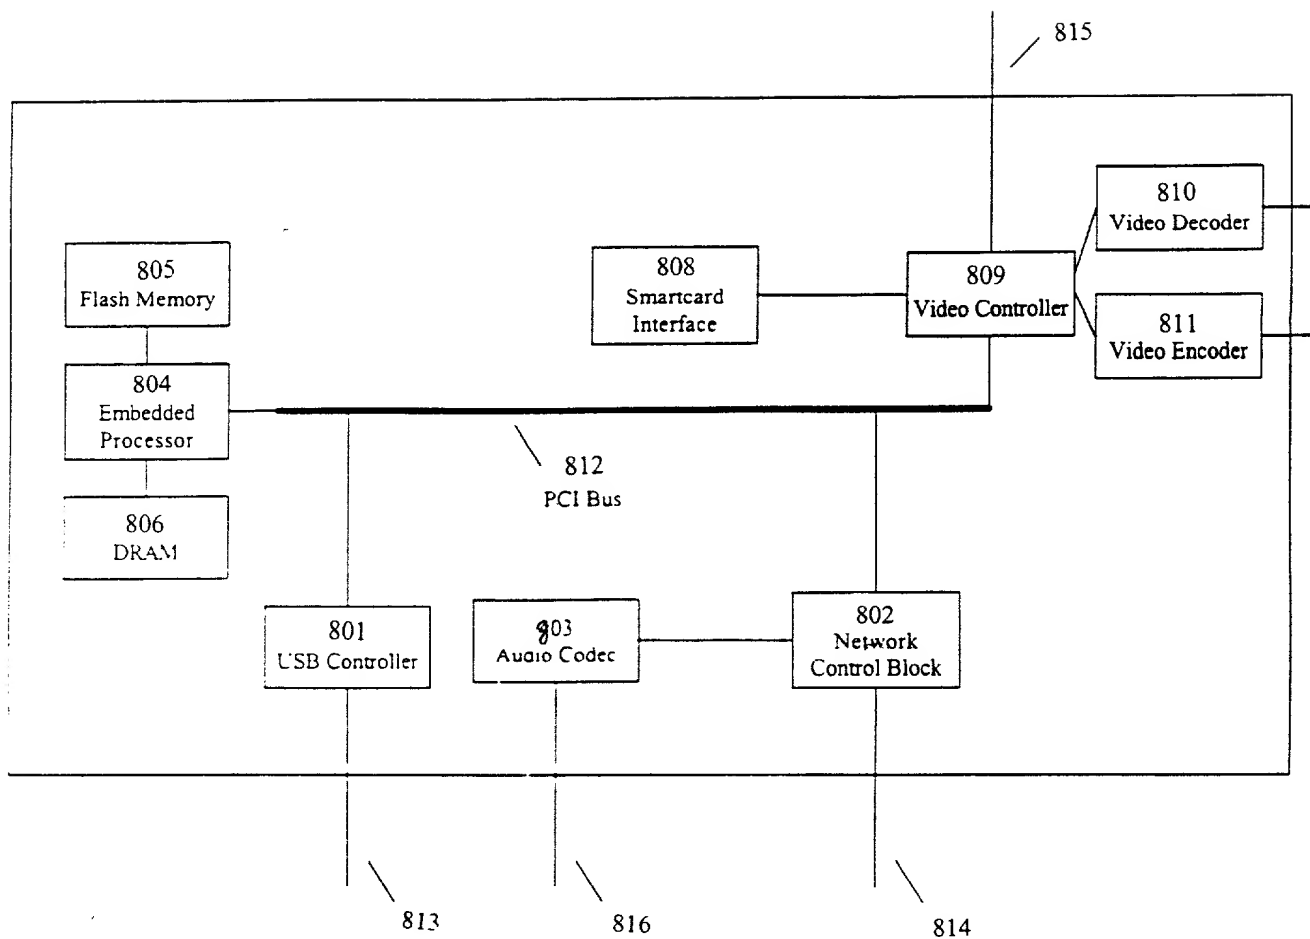 815
810
Video Decoder
805
Flash Memory
808
Smartcard
Interface
809
Video Controller
811
Video Encoder
804
Embedded
Processor
812
PCI Bus
806
DRAM
801
USB Controller
803
Audio Codec
802
Network
Control Block
813
816
814